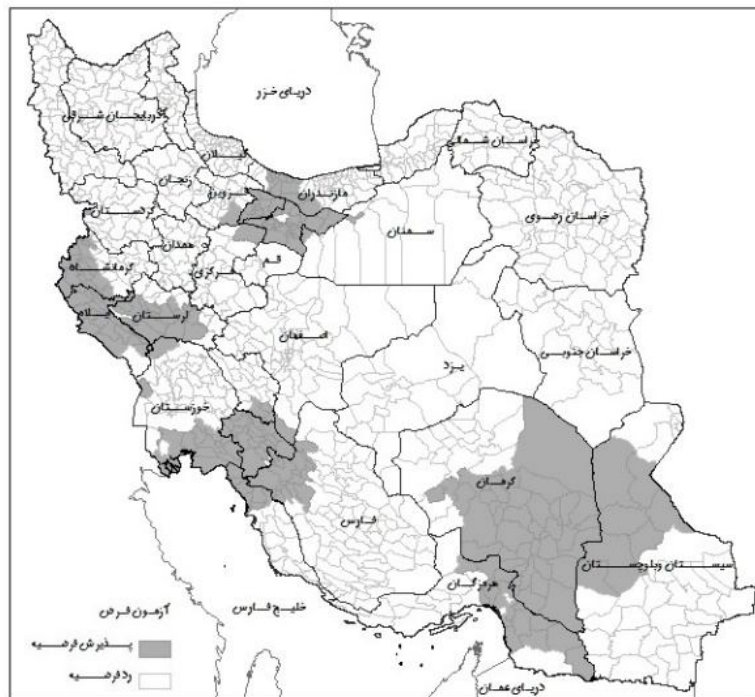 دریای خزر
آذربایجان شرقی
خراسان شمالی
گیلان
مازندران
زنجان
قزوین
خراسان رضوی
کردستان
سمنان
همدان
قم
مرکزی
کرمانشاه
ایلام
لرستان
اصفهان
خراسان جنوبی
یزد
خوزستان
کرمان
فارس
سیستان وبلوچستان
هرمزگان
خلیج فارس
آزمون فرض
پذیرش فرضیه
رد فرضیه
دریای عمان